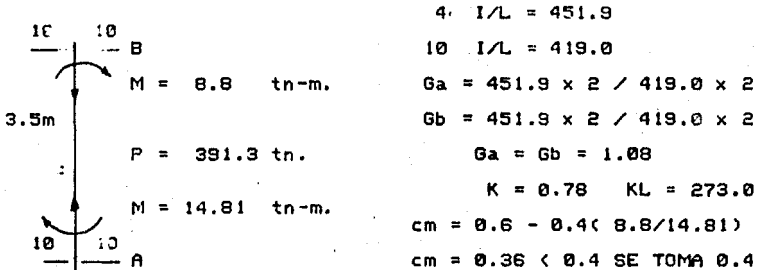 10 B
M = 8.8 tn-m.
3.5m
P = 391.3 tn.
M = 14.81 tn-m.
10 A
4 I/L = 451.9
10 I/L = 419.0
Ga = 451.9 x 2 / 419.0 x 2
Gb = 451.9 x 2 / 419.0 x 2
Ga = Gb = 1.08
K = 0.78 KL = 273.0
cm = 0.6 - 0.4( 8.8/14.81)
cm = 0.36 < 0.4 SE TOMA 0.4